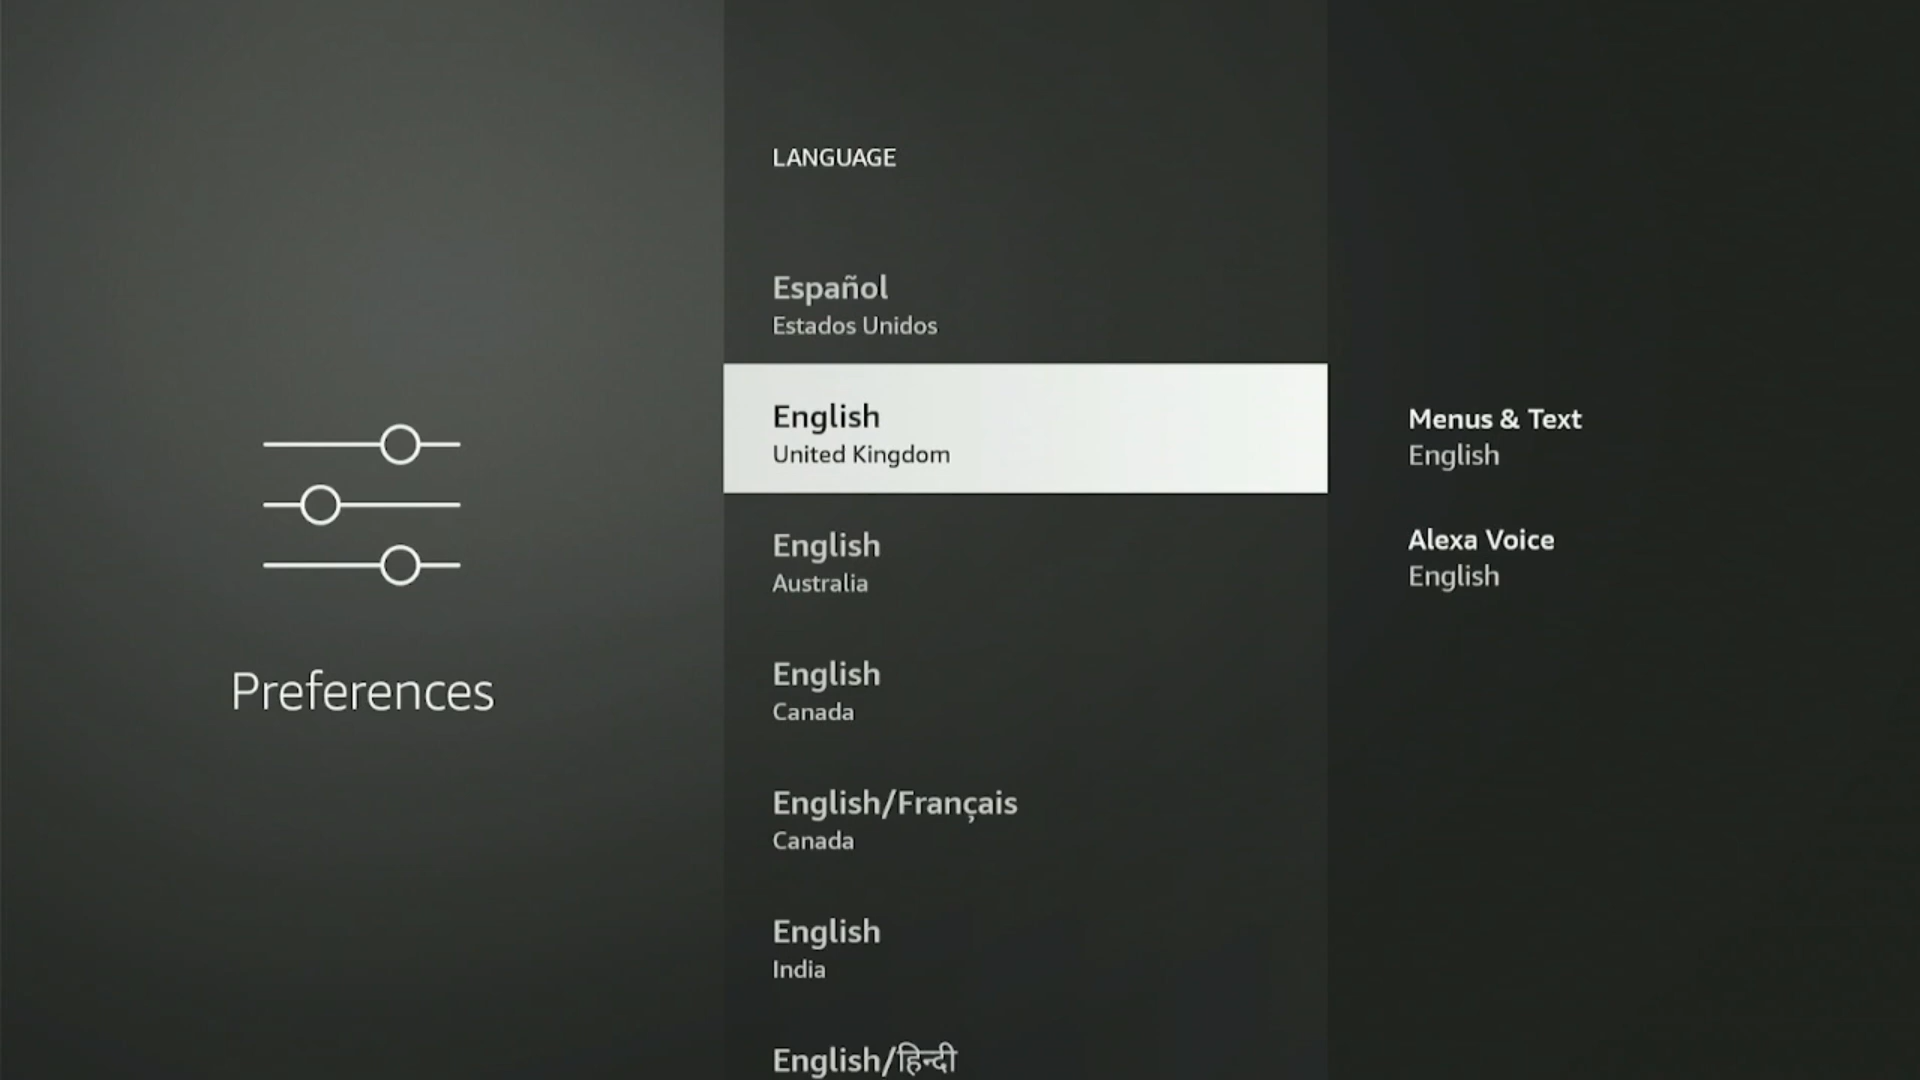 Preferences
LANGUAGE
Español
Estados Unidos
English
United Kingdom
English
Australia
English
Canada
English/Français
Canada
English
India
English/हिन्दी
Menus & Text
English
Alexa Voice
English